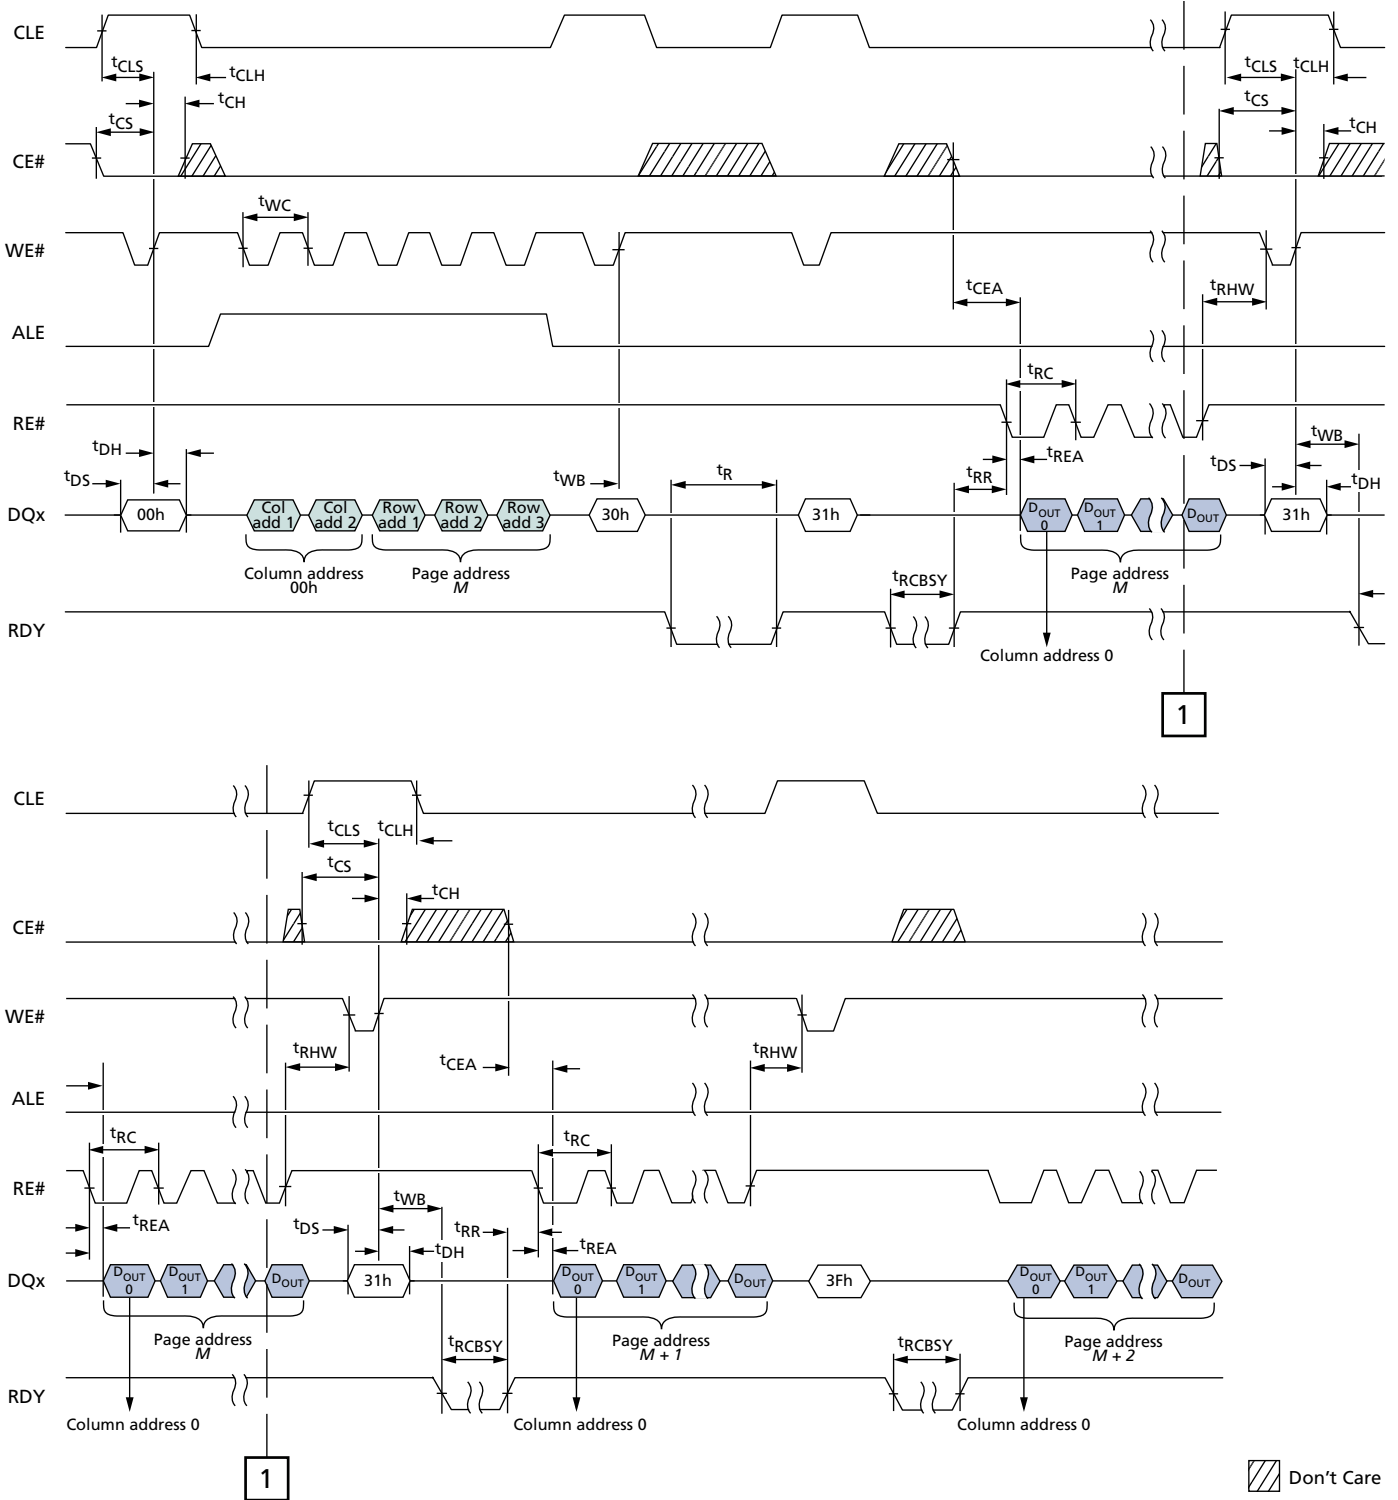 CLE
tCLS
tCLH
tCLS
tCLH
tCH
tCS
tCS
tCH
CE#
tWC
WE#
tCEA
tRHW
ALE
tRC
RE#
tDH
tWB
tREA
tDS
tWB
tR
tRR
tDS
tDH
DQx
00h
Col add 1
Col add 2
Row add 1
Row add 2
Row add 3
30h
31h
DOUT 0
DOUT 1
DOUT
31h
Column address
00h
Page address
M
Page address
M
tRCBSY
RDY
Column address 0
1
CLE
tCLS
tCLH
tCS
tCH
CE#
WE#
tRHW
tCEA
tRHW
ALE
tRC
tRC
RE#
tWB
tREA
tDS
tRR
tDH
tREA
DQx
DOUT 0
DOUT 1
DOUT
31h
DOUT 0
DOUT 1
DOUT
3Fh
DOUT 0
DOUT 1
DOUT
Page address
M
Page address
M + 1
Page address
M + 2
tRCBSY
tRCBSY
RDY
Column address 0
Column address 0
Column address 0
1
Don't Care